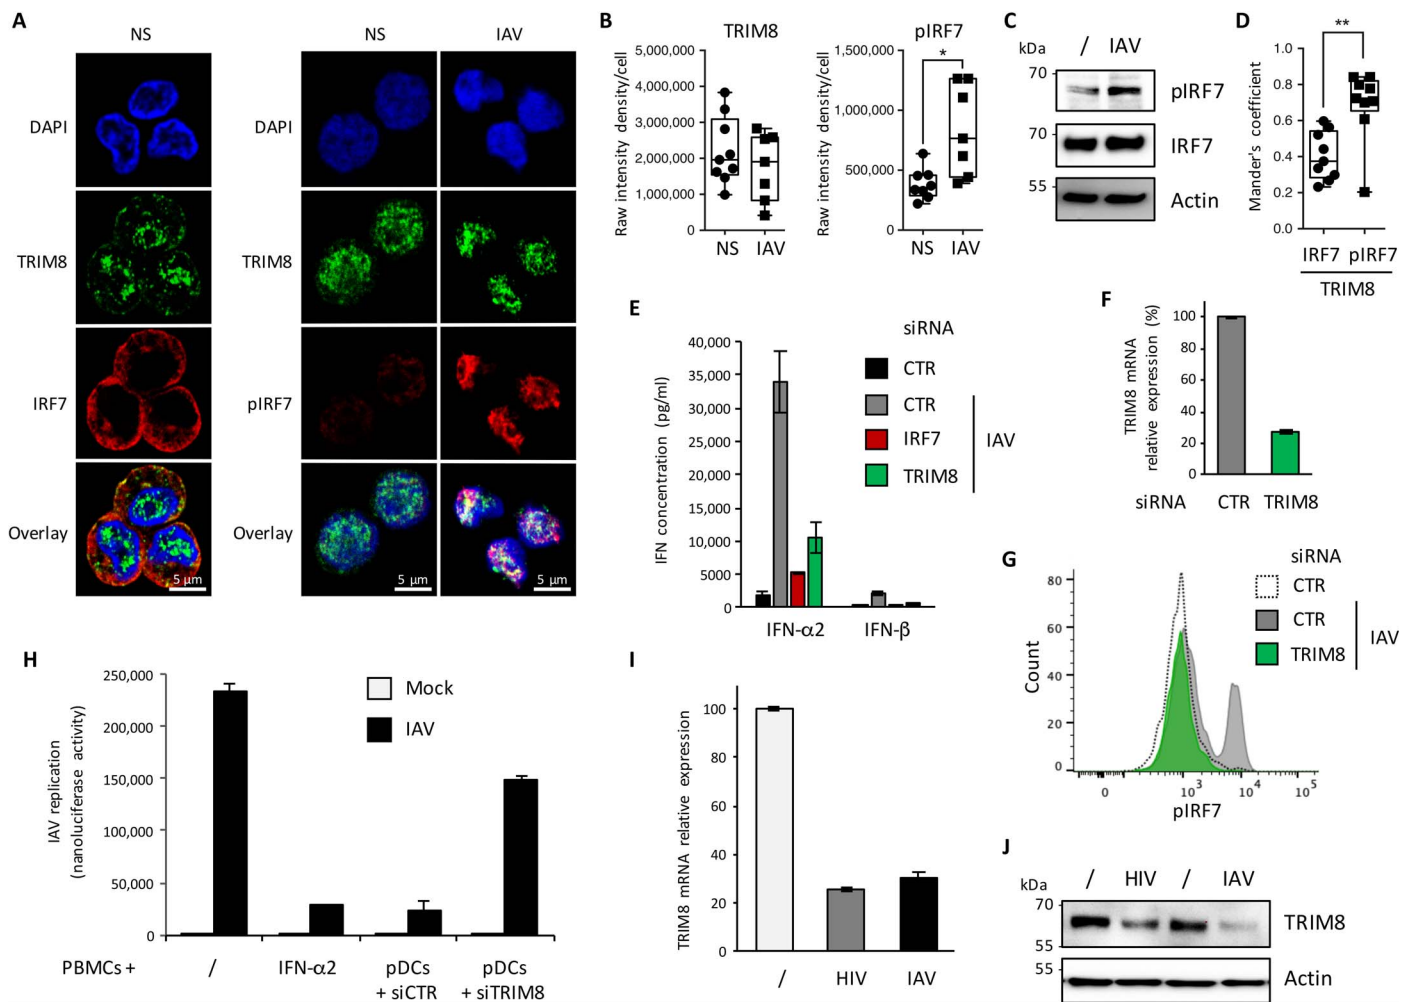 A
NS
NS
IAV
DAPI
DAPI
TRIM8
TRIM8
IRF7
pIRF7
Overlay
Overlay
5 µm
5 µm
5 µm
B
TRIM8
Raw intensity density/cell
5,000,000
4,000,000
3,000,000
2,000,000
1,000,000
0
NS
IAV
pIRF7
Raw intensity density/cell
1,500,000
1,000,000
500,000
0
*
NS
IAV
C
kDa
/
IAV
70
pIRF7
70
IRF7
55
Actin
D
**
Mander's coefficient
1.0
0.8
0.6
0.4
0.2
0.0
IRF7 pIRF7
TRIM8
E
siRNA
CTR
CTR
IRF7
TRIM8
IAV
IFN concentration (pg/ml)
40,000
35,000
30,000
25,000
20,000
15,000
10,000
5000
0
IFN-α2
IFN-β
F
TRIM8 mRNA
relative expression (%)
100
80
60
40
20
0
siRNA CTR TRIM8
G
siRNA
CTR
CTR
TRIM8
IAV
Count
80
60
40
20
0
0 10³ 10⁴ 10⁵
pIRF7
H
Mock
IAV
IAV replication
(nanoluciferase activity)
250,000
200,000
150,000
100,000
50,000
0
PBMCs + / IFN-α2 pDCs pDCs
+ siCTR + siTRIM8
I
TRIM8 mRNA relative expression
100
80
60
40
20
0
/ HIV IAV
J
kDa
/ HIV / IAV
70
TRIM8
55
55
Actin